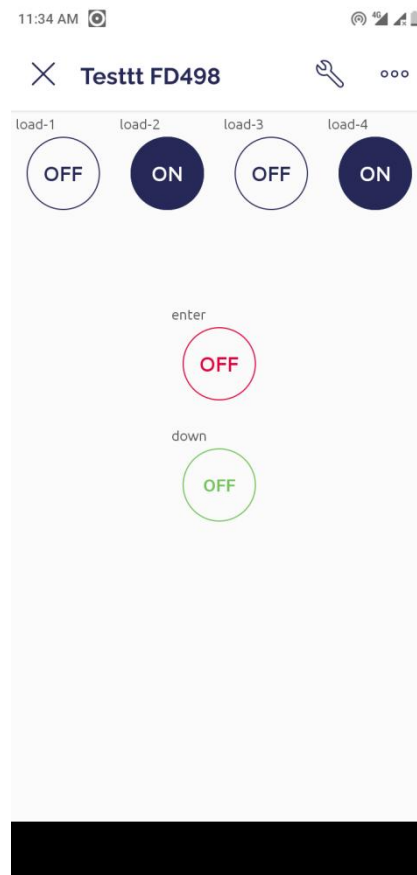 11:34 AM
4G
Testtt FD498
load-1 load-2 load-3 load-4
OFF ON OFF ON
enter
OFF
down
OFF